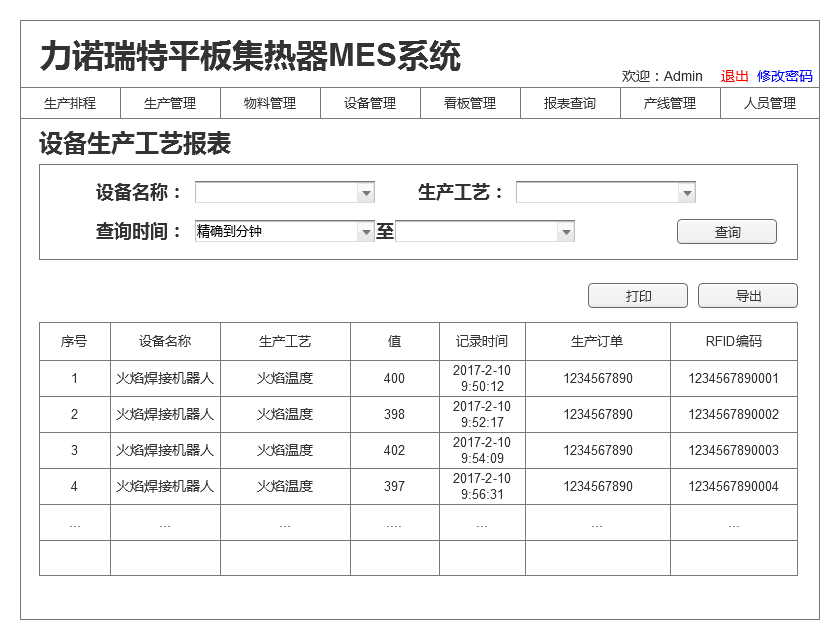 力诺瑞特平板集热器MES系统
欢迎：Admin 退出 修改密码
生产排程 生产管理 物料管理 设备管理 看板管理 报表查询 产线管理 人员管理
设备生产工艺报表
设备名称： 生产工艺：
查询时间： 精确到分钟 至 查询
打印 导出
序号 设备名称 生产工艺 值 记录时间 生产订单 RFID编码
1 火焰焊接机器人 火焰温度 400 2017-2-10 9:50:12 1234567890 1234567890001
2 火焰焊接机器人 火焰温度 398 2017-2-10 9:52:17 1234567890 1234567890002
3 火焰焊接机器人 火焰温度 402 2017-2-10 9:54:09 1234567890 1234567890003
4 火焰焊接机器人 火焰温度 397 2017-2-10 9:56:31 1234567890 1234567890004
... ... ... .... ... ... ...